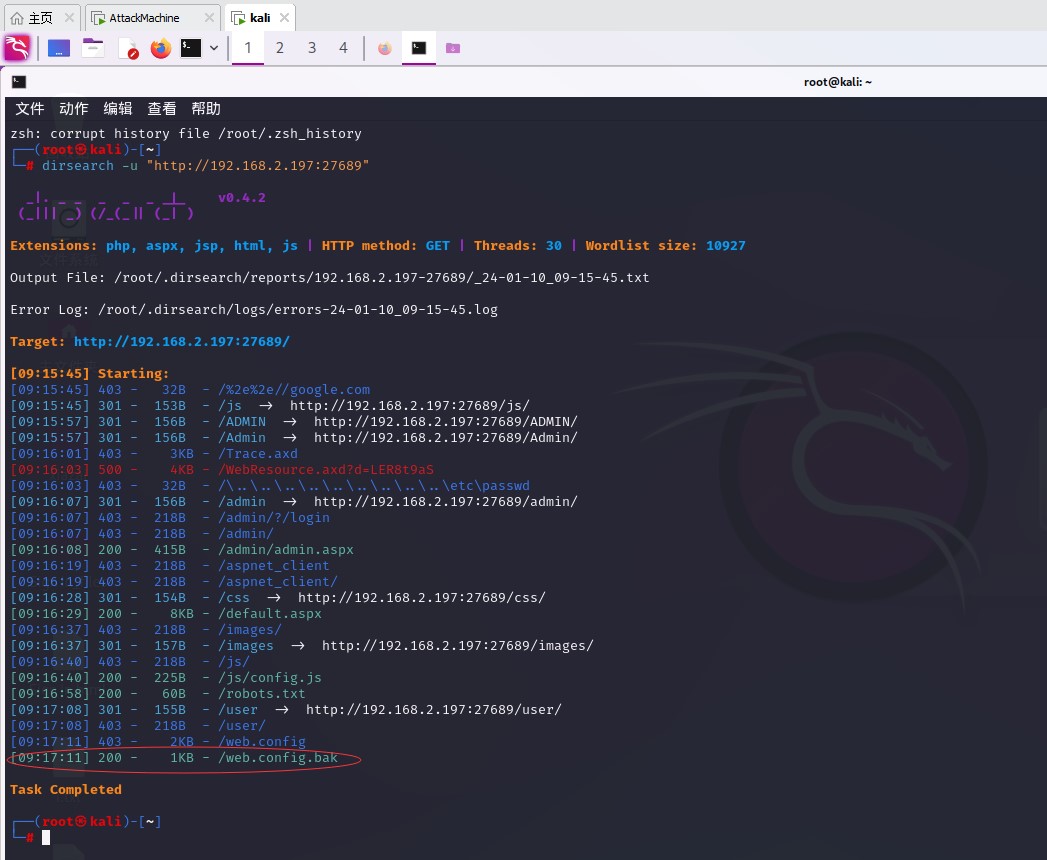 主页 AttackMachine kali
1 2 3 4
root@kali: ~
文件 动作 编辑 查看 帮助
zsh: corrupt history file /root/.zsh_history
┌──(root㉿kali)-[~]
└─# dirsearch -u "http://192.168.2.197:27689"
_|. _ _  _  _  _ _|_    v0.4.2
(_||| _) (/_(_|| (_| )
Extensions: php, aspx, jsp, html, js | HTTP method: GET | Threads: 30 | Wordlist size: 10927
Output File: /root/.dirsearch/reports/192.168.2.197-27689/_24-01-10_09-15-45.txt
Error Log: /root/.dirsearch/logs/errors-24-01-10_09-15-45.log
Target: http://192.168.2.197:27689/
[09:15:45] Starting:
[09:15:45] 403 -   32B  - /%2e%2e//google.com
[09:15:45] 301 -  153B  - /js  ->  http://192.168.2.197:27689/js/
[09:15:57] 301 -  156B  - /ADMIN  ->  http://192.168.2.197:27689/ADMIN/
[09:15:57] 301 -  156B  - /Admin  ->  http://192.168.2.197:27689/Admin/
[09:16:01] 403 -    3KB - /Trace.axd
[09:16:03] 500 -    4KB - /WebResource.axd?d=LER8t9aS
[09:16:03] 403 -   32B  - /\..\..\..\..\..\..\..\..\..\etc\passwd
[09:16:07] 301 -  156B  - /admin  ->  http://192.168.2.197:27689/admin/
[09:16:07] 403 -  218B  - /admin/?/login
[09:16:07] 403 -  218B  - /admin/
[09:16:08] 200 -  415B  - /admin/admin.aspx
[09:16:19] 403 -  218B  - /aspnet_client
[09:16:19] 403 -  218B  - /aspnet_client/
[09:16:28] 301 -  154B  - /css  ->  http://192.168.2.197:27689/css/
[09:16:29] 200 -    8KB - /default.aspx
[09:16:37] 403 -  218B  - /images/
[09:16:37] 301 -  157B  - /images  ->  http://192.168.2.197:27689/images/
[09:16:40] 403 -  218B  - /js/
[09:16:40] 200 -  225B  - /js/config.js
[09:16:58] 200 -   60B  - /robots.txt
[09:17:08] 301 -  155B  - /user  ->  http://192.168.2.197:27689/user/
[09:17:08] 403 -  218B  - /user/
[09:17:11] 403 -    2KB - /web.config
[09:17:11] 200 -    1KB - /web.config.bak
Task Completed
┌──(root㉿kali)-[~]
└─#